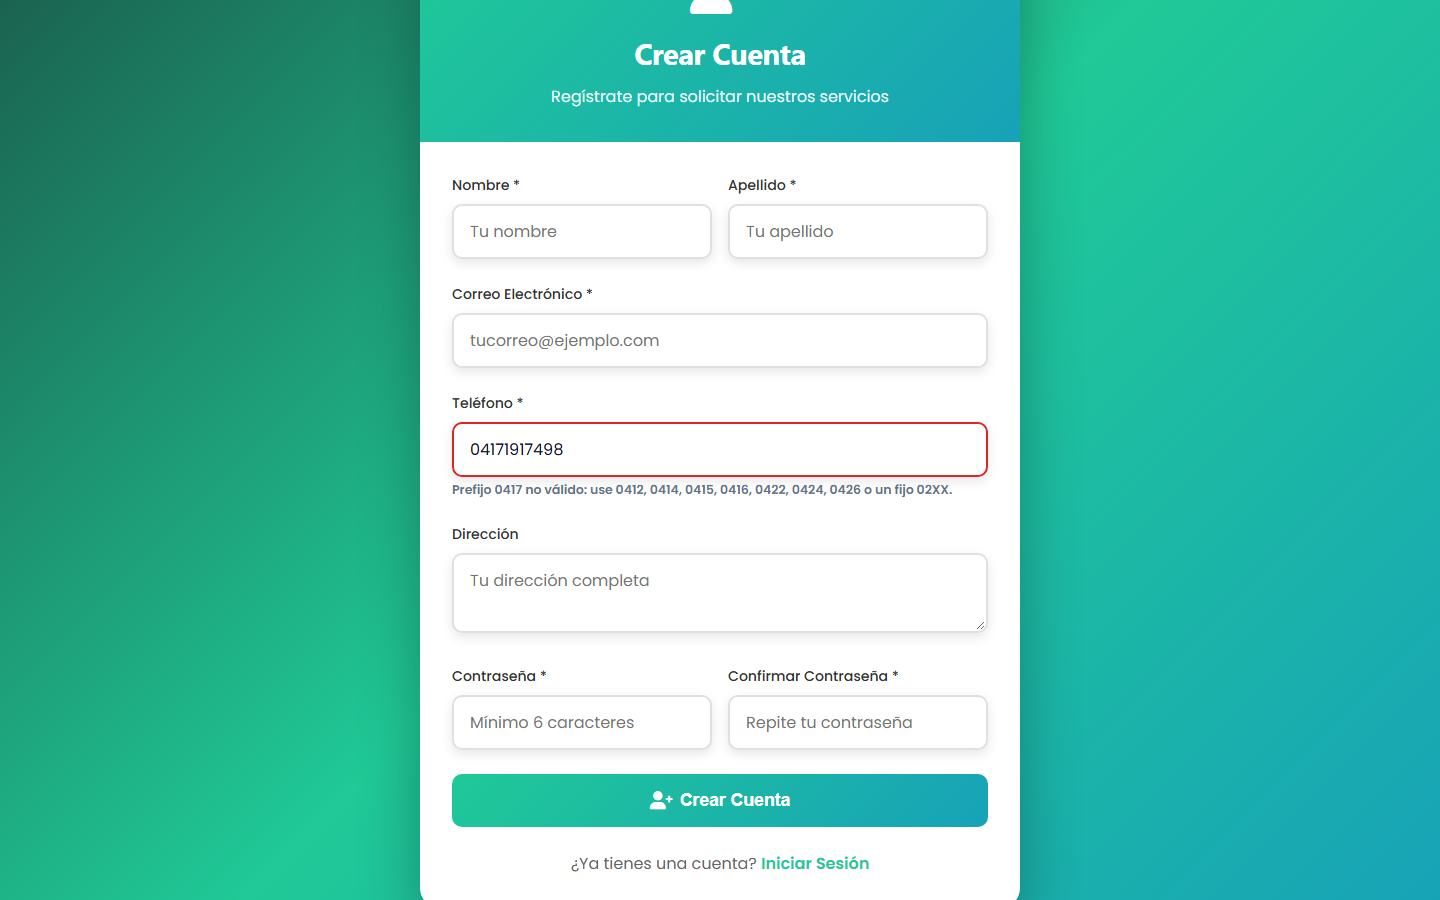 Crear Cuenta
Regístrate para solicitar nuestros servicios
Nombre * Apellido *
Tu nombre Tu apellido
Correo Electrónico *
tucorreo@ejemplo.com
Teléfono *
04171917498
Prefijo 0417 no válido: use 0412, 0414, 0415, 0416, 0422, 0424, 0426 o un fijo 02XX.
Dirección
Tu dirección completa
Contraseña * Confirmar Contraseña *
Mínimo 6 caracteres Repite tu contraseña
Crear Cuenta
¿Ya tienes una cuenta? Iniciar Sesión